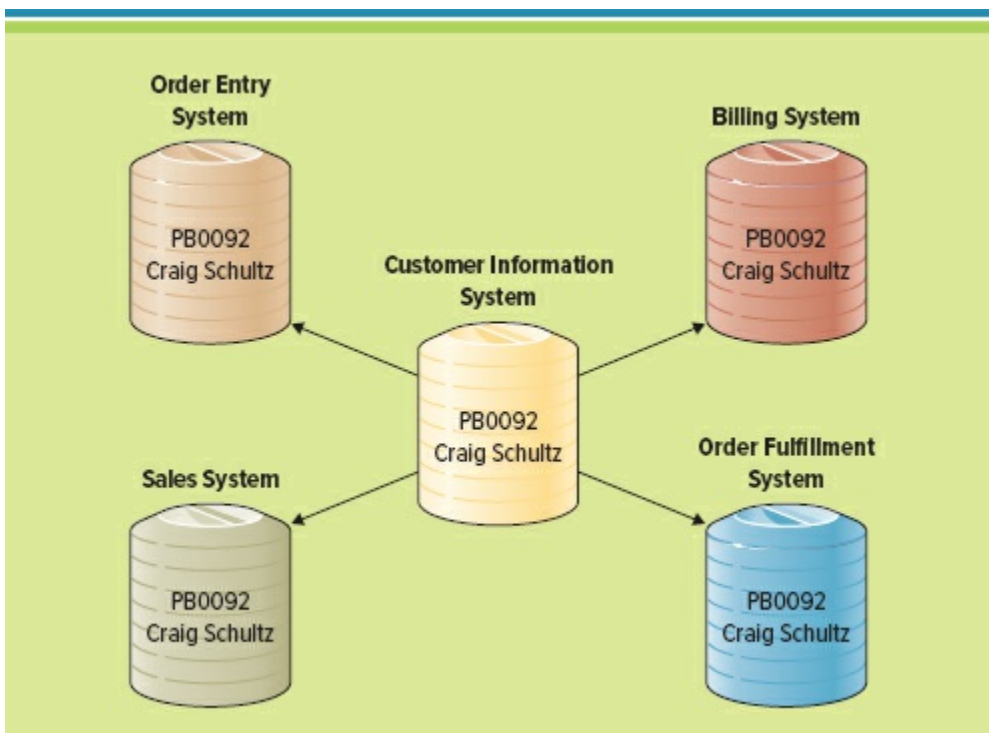 Order Entry
System
PB0092
Craig Schultz
Billing System
PB0092
Craig Schultz
Customer Information
System
PB0092
Craig Schultz
Sales System
PB0092
Craig Schultz
Order Fulfillment
System
PB0092
Craig Schultz